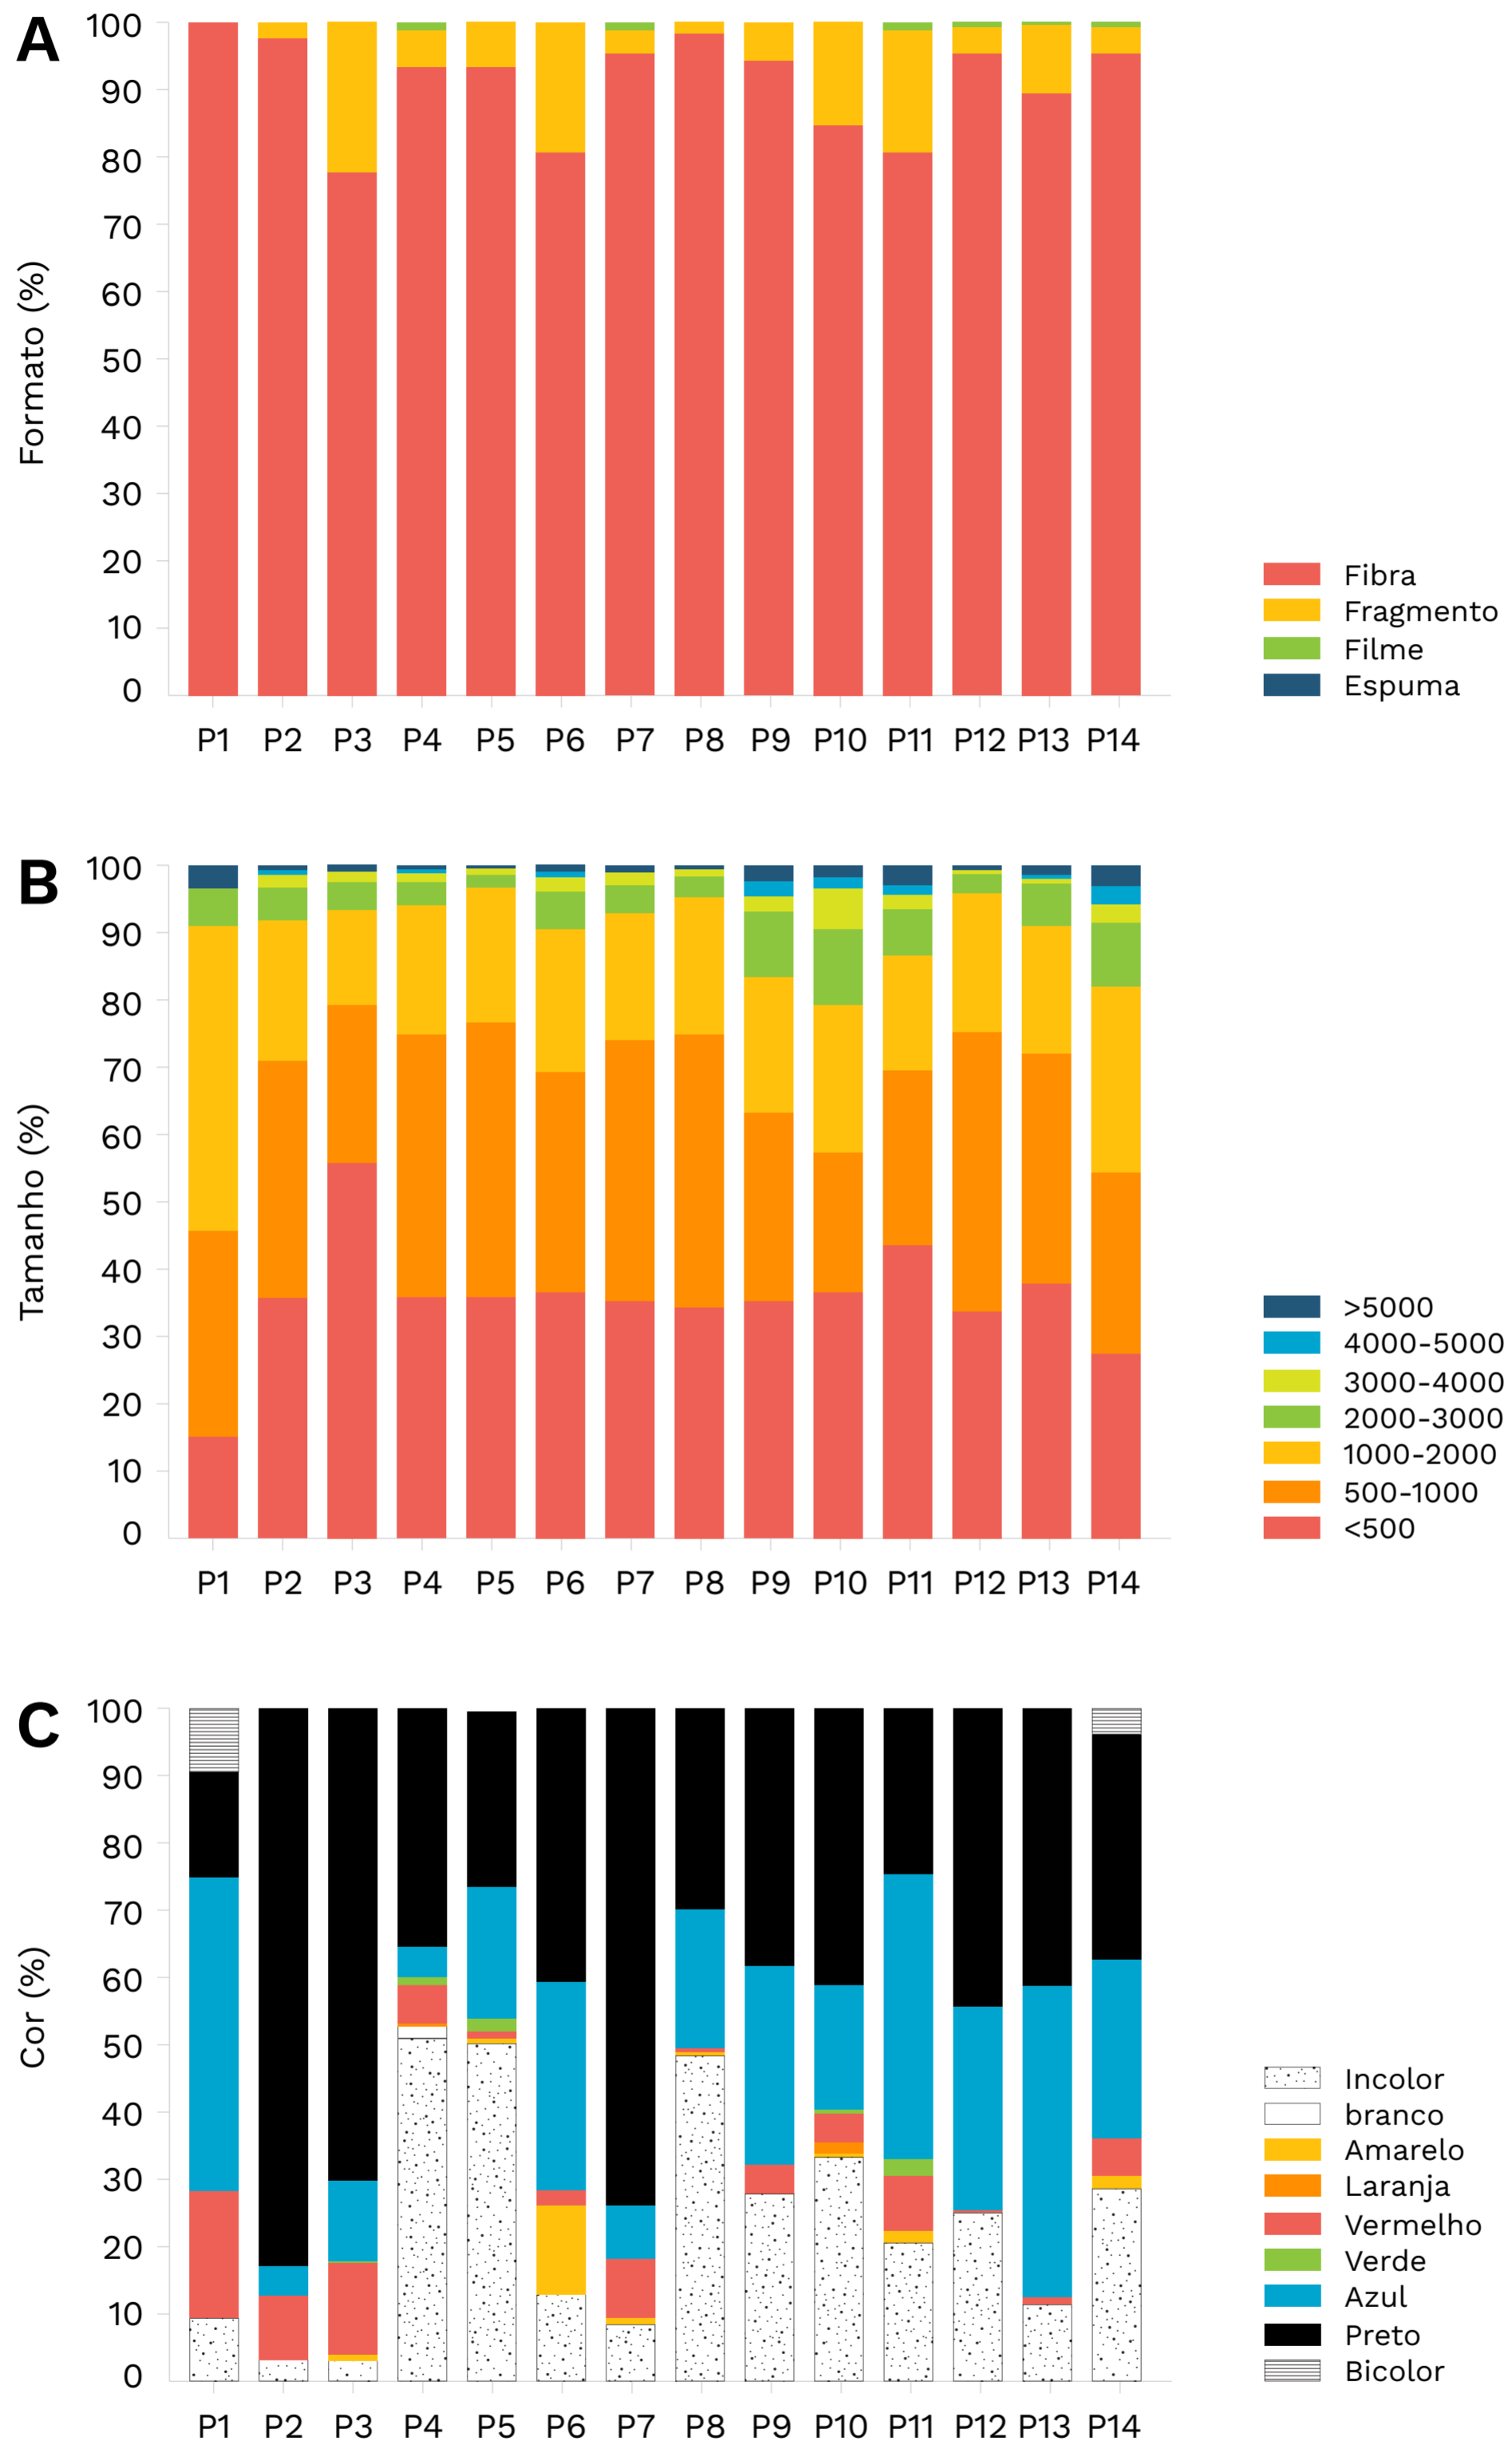 A
Formato (%)
100
90
80
70
60
50
40
30
20
10
0
P1 P2 P3 P4 P5 P6 P7 P8 P9 P10 P11 P12 P13 P14
Fibra
Fragmento
Filme
Espuma
B
Tamanho (%)
100
90
80
70
60
50
40
30
20
10
0
P1 P2 P3 P4 P5 P6 P7 P8 P9 P10 P11 P12 P13 P14
>5000
4000-5000
3000-4000
2000-3000
1000-2000
500-1000
<500
C
Cor (%)
100
90
80
70
60
50
40
30
20
10
0
P1 P2 P3 P4 P5 P6 P7 P8 P9 P10 P11 P12 P13 P14
Incolor
branco
Amarelo
Laranja
Vermelho
Verde
Azul
Preto
Bicolor